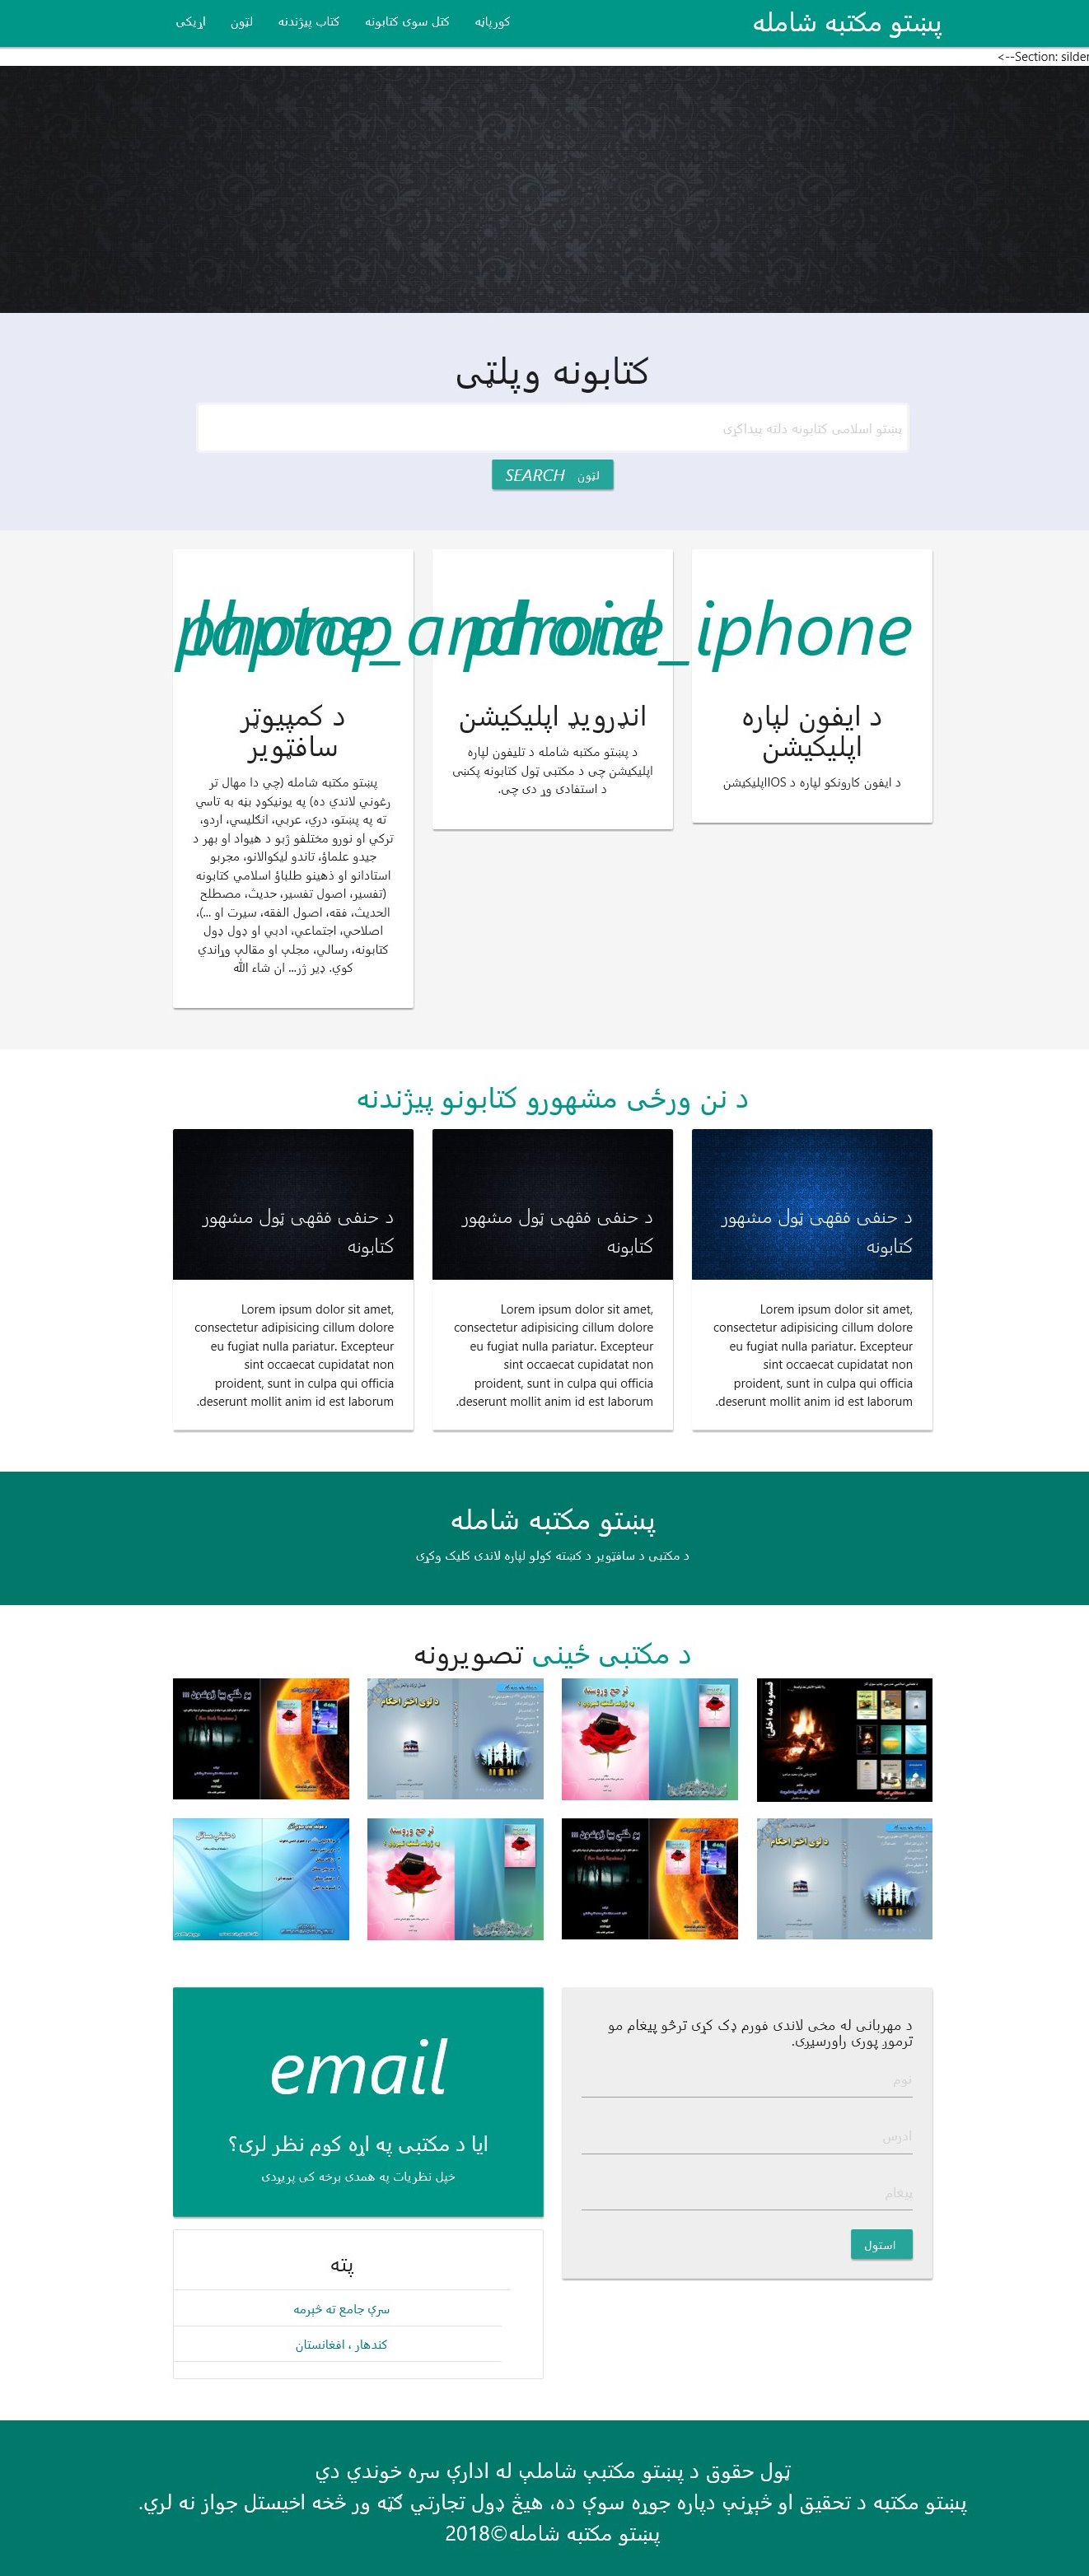 پښتو مکتبه شامله
کورپاڼه
کتل سوی کتابونه
کتاب پیژندنه
لټون
اړیکی
<--Section: silder
کتابونه وپلټی
پښتو اسلامی کتابونه دلته پیداکړی
لټون SEARCH
phone_iphone
د ایفون لپاره
اپلیکیشن
د ایفون کارونکو لپاره د IOSاپلیکیشن
phone_android
انډرویډ اپلیکیشن
د پښتو مکتبه شامله د تلیفون لپاره
اپلیکیشن چی د مکتبی ټول کتابونه پکښی
د استفادی وړ دی چی.
laptop
د کمپیوټر
سافټویر
پښتو مکتبه شامله (چي دا مهال تر
رغوني لاندي ده) په یونیکوډ بڼه به تاسي
ته په پښتو، دري، عربي، انګلیسي، اردو،
ترکي او نورو مختلفو ژبو د هیواد او بهر د
جیدو علماؤ، تاندو لیکوالانو، مجربو
استادانو او ذهینو طلباؤ اسلامي کتابونه
(تفسیر، اصول تفسیر، حدیث، مصطلح
الحدیث، فقه، اصول الفقه، سیرت او ...)،
اصلاحي، اجتماعي، ادبي او ډول ډول
کتابونه، رسالې، مجلې او مقالې وړاندي
کوي. ډیر ژر... ان شاء الله
د نن ورځی مشهورو کتابونو پیژندنه
د حنفی فقهی ټول مشهور
کتابونه
Lorem ipsum dolor sit amet,
consectetur adipisicing cillum dolore
eu fugiat nulla pariatur. Excepteur
sint occaecat cupidatat non
proident, sunt in culpa qui officia
.deserunt mollit anim id est laborum
د حنفی فقهی ټول مشهور
کتابونه
Lorem ipsum dolor sit amet,
consectetur adipisicing cillum dolore
eu fugiat nulla pariatur. Excepteur
sint occaecat cupidatat non
proident, sunt in culpa qui officia
.deserunt mollit anim id est laborum
د حنفی فقهی ټول مشهور
کتابونه
Lorem ipsum dolor sit amet,
consectetur adipisicing cillum dolore
eu fugiat nulla pariatur. Excepteur
sint occaecat cupidatat non
proident, sunt in culpa qui officia
.deserunt mollit anim id est laborum
پښتو مکتبه شامله
د مکتبی د سافټویر د کښته کولو لپاره لاندی کلیک وکړی
د مکتبی ځینی تصویرونه
د مهربانی له مخی لاندی فورم ډک کړی ترڅو پیغام مو
ترموږ پوری راورسیږی.
نوم
ادرس
پیغام
استول
email
ایا د مکتبی په اړه کوم نظر لری؟
خپل نظریات په همدی برخه کی پریږدی
پته
سرې جامع ته څېرمه
کندهار ، افغانستان
ټول حقوق د پښتو مکتبې شاملې له ادارې سره خوندي دي
پښتو مکتبه د تحقیق او څېړنې دپاره جوړه سوې ده، هیڅ ډول تجارتي ګټه ور څخه اخیستل جواز نه لري.
پښتو مکتبه شامله©2018